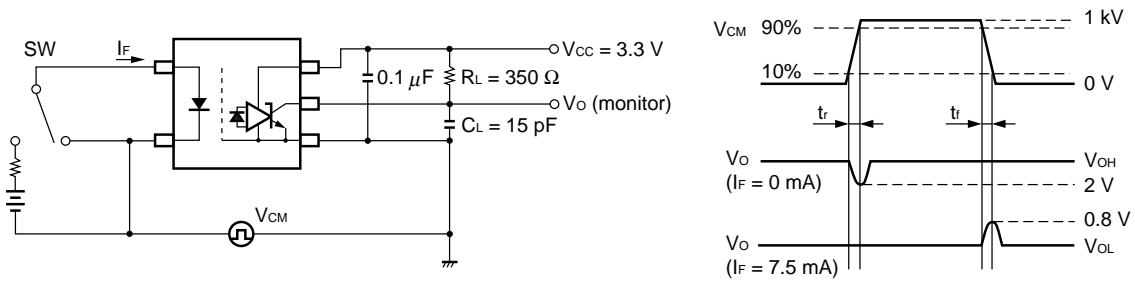 SW
IF
VCC = 3.3 V
0.1 μF
RL = 350 Ω
VO (monitor)
CL = 15 pF
VCM
VCM 90%
10%
1 kV
0 V
tr
tf
VO
(IF = 0 mA)
VOH
2 V
0.8 V
VO
(IF = 7.5 mA)
VOL